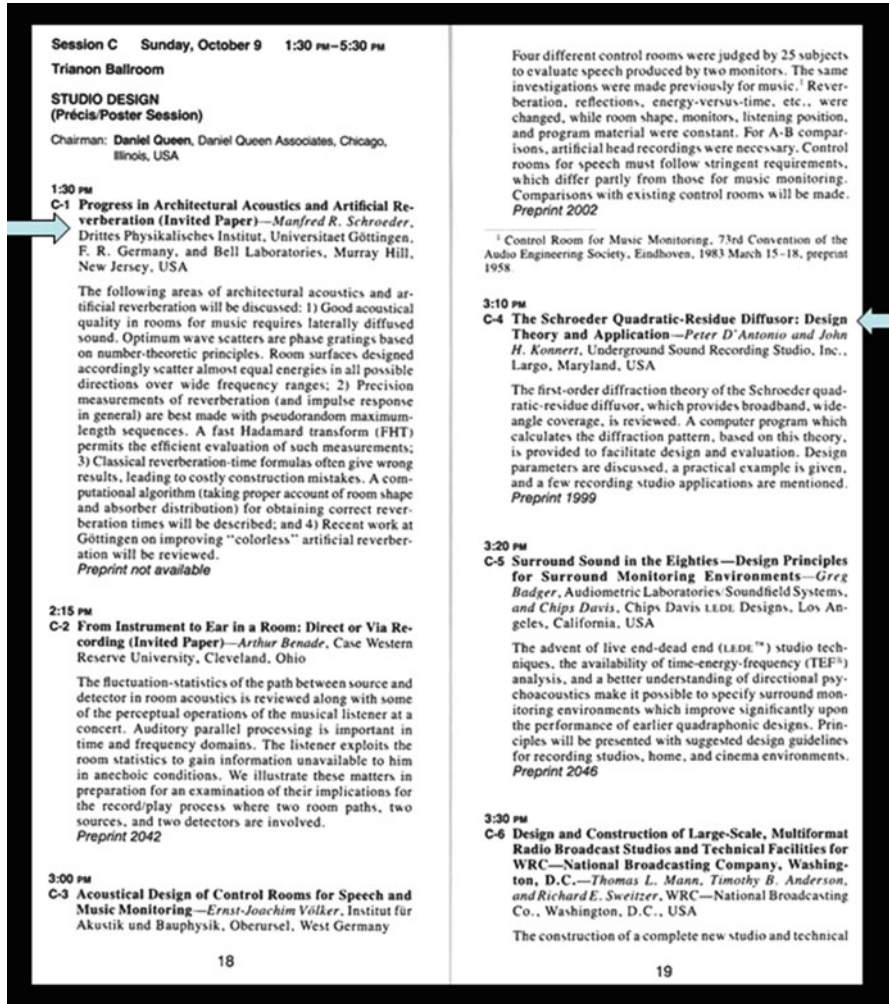 Session C Sunday, October 9 1:30 PM–5:30 PM
Trianon Ballroom
STUDIO DESIGN
(Précis/Poster Session)
Chairman: Daniel Queen, Daniel Queen Associates, Chicago,
Illinois, USA
1:30 PM
C-1 Progress in Architectural Acoustics and Artificial Re-
verberation (Invited Paper)—Manfred R. Schroeder,
Drittes Physikalisches Institut, Universitaet Göttingen,
F. R. Germany, and Bell Laboratories, Murray Hill,
New Jersey, USA
The following areas of architectural acoustics and ar-
tificial reverberation will be discussed: 1) Good acoustical
quality in rooms for music requires laterally diffused
sound. Optimum wave scatters are phase gratings based
on number-theoretic principles. Room surfaces designed
accordingly scatter almost equal energies in all possible
directions over wide frequency ranges; 2) Precision
measurements of reverberation (and impulse response
in general) are best made with pseudorandom maximum-
length sequences. A fast Hadamard transform (FHT)
permits the efficient evaluation of such measurements;
3) Classical reverberation-time formulas often give wrong
results, leading to costly construction mistakes. A com-
putational algorithm (taking proper account of room shape
and absorber distribution) for obtaining correct rever-
beration times will be described; and 4) Recent work at
Göttingen on improving "colorless" artificial reverber-
ation will be reviewed.
Preprint not available
2:15 PM
C-2 From Instrument to Ear in a Room: Direct or Via Re-
cording (Invited Paper)—Arthur Benade, Case Western
Reserve University, Cleveland, Ohio
The fluctuation-statistics of the path between source and
detector in room acoustics is reviewed along with some
of the perceptual operations of the musical listener at a
concert. Auditory parallel processing is important in
time and frequency domains. The listener exploits the
room statistics to gain information unavailable to him
in anechoic conditions. We illustrate these matters in
preparation for an examination of their implications for
the record/play process where two room paths, two
sources, and two detectors are involved.
Preprint 2042
3:00 PM
C-3 Acoustical Design of Control Rooms for Speech and
Music Monitoring—Ernst-Joachim Völker, Institut für
Akustik und Bauphysik, Oberursel, West Germany
18
Four different control rooms were judged by 25 subjects
to evaluate speech produced by two monitors. The same
investigations were made previously for music.¹ Rever-
beration, reflections, energy-versus-time, etc., were
changed, while room shape, monitors, listening position,
and program material were constant. For A-B compar-
isons, artificial head recordings were necessary. Control
rooms for speech must follow stringent requirements,
which differ partly from those for music monitoring.
Comparisons with existing control rooms will be made.
Preprint 2002
¹ Control Room for Music Monitoring, 73rd Convention of the
Audio Engineering Society, Eindhoven, 1983 March 15–18, preprint
1958.
3:10 PM
C-4 The Schroeder Quadratic-Residue Diffusor: Design
Theory and Application—Peter D'Antonio and John
H. Konnert, Underground Sound Recording Studio, Inc.,
Largo, Maryland, USA
The first-order diffraction theory of the Schroeder quad-
ratic-residue diffusor, which provides broadband, wide-
angle coverage, is reviewed. A computer program which
calculates the diffraction pattern, based on this theory,
is provided to facilitate design and evaluation. Design
parameters are discussed, a practical example is given,
and a few recording studio applications are mentioned.
Preprint 1999
3:20 PM
C-5 Surround Sound in the Eighties—Design Principles
for Surround Monitoring Environments—Greg
Badger, Audiometric Laboratories/Soundfield Systems,
and Chips Davis, Chips Davis LEDE Designs, Los An-
geles, California, USA
The advent of live end-dead end (LEDE™) studio tech-
niques, the availability of time-energy-frequency (TEF®)
analysis, and a better understanding of directional psy-
choacoustics make it possible to specify surround mon-
itoring environments which improve significantly upon
the performance of earlier quadraphonic designs. Prin-
ciples will be presented with suggested design guidelines
for recording studios, home, and cinema environments.
Preprint 2046
3:30 PM
C-6 Design and Construction of Large-Scale, Multiformat
Radio Broadcast Studios and Technical Facilities for
WRC—National Broadcasting Company, Washing-
ton, D.C.—Thomas L. Mann, Timothy B. Anderson,
and Richard E. Sweitzer, WRC—National Broadcasting
Co., Washington, D.C., USA
The construction of a complete new studio and technical
19